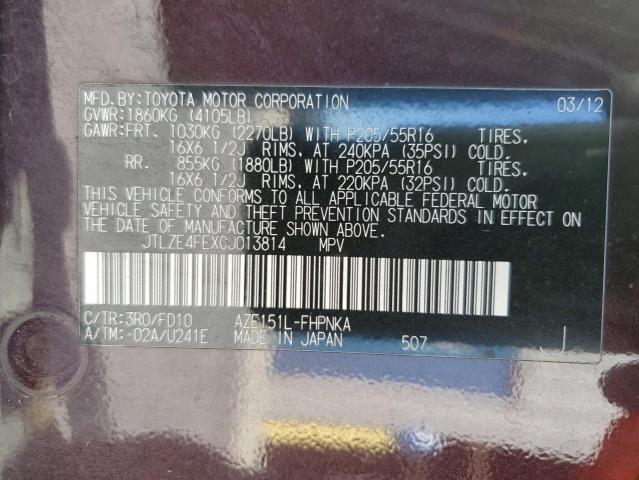 MFD.BY:TOYOTA MOTOR CORPORATION 03/12
GVWR:1860KG (4105LB)
GAWR:FRT. 1030KG (2270LB) WITH P205/55R16 TIRES.
16X6 1/2J RIMS, AT 240KPA (35PSI) COLD.
RR. 855KG (1880LB) WITH P205/55R16 TIRES.
16X6 1/2J RIMS, AT 220KPA (32PSI) COLD.
THIS VEHICLE CONFORMS TO ALL APPLICABLE FEDERAL MOTOR
VEHICLE SAFETY AND THEFT PREVENTION STANDARDS IN EFFECT ON
THE DATE OF MANUFACTURE SHOWN ABOVE.
JTLZE4FEXCJ013814 MPV
C/TR:3R0/FD10 AZE151L-FHPNKA
A/TM:-02A/U241E MADE IN JAPAN 507 J